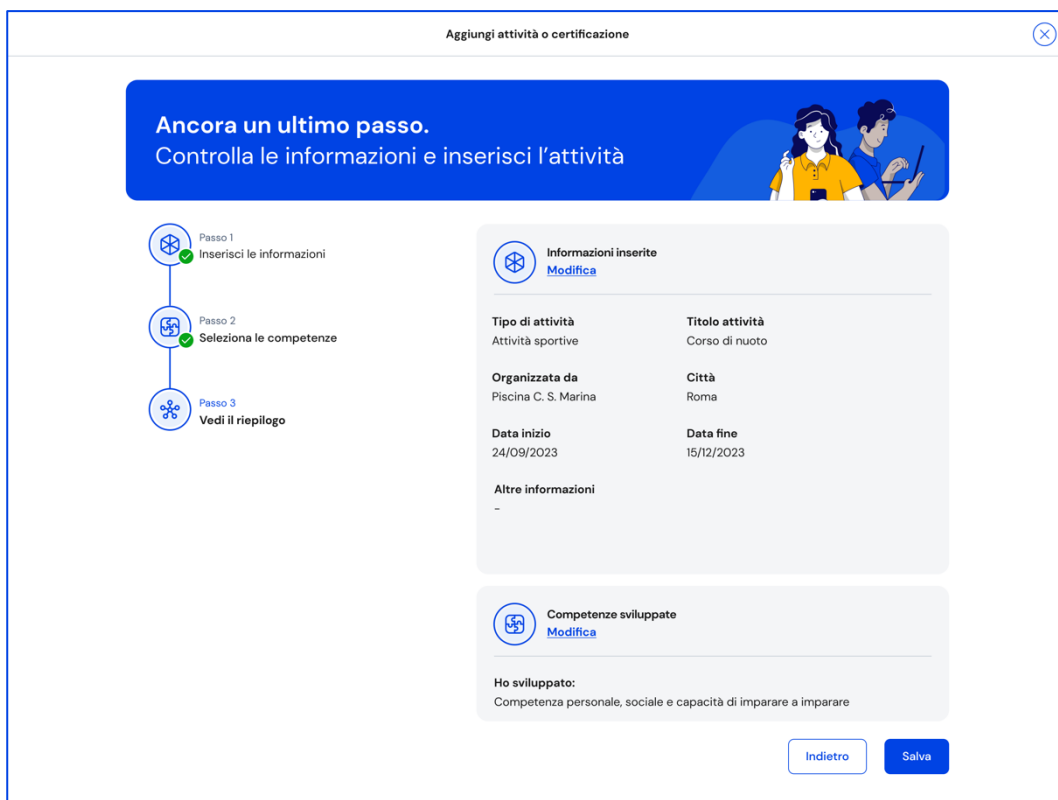 Aggiungi attività o certificazione
Ancora un ultimo passo.
Controlla le informazioni e inserisci l'attività
Passo 1
Inserisci le informazioni
Passo 2
Seleziona le competenze
Passo 3
Vedi il riepilogo
Informazioni inserite
Modifica
Tipo di attività
Attività sportive
Titolo attività
Corso di nuoto
Organizzata da
Piscina C. S. Marina
Città
Roma
Data inizio
24/09/2023
Data fine
15/12/2023
Altre informazioni
-
Competenze sviluppate
Modifica
Ho sviluppato:
Competenza personale, sociale e capacità di imparare a imparare
Indietro
Salva